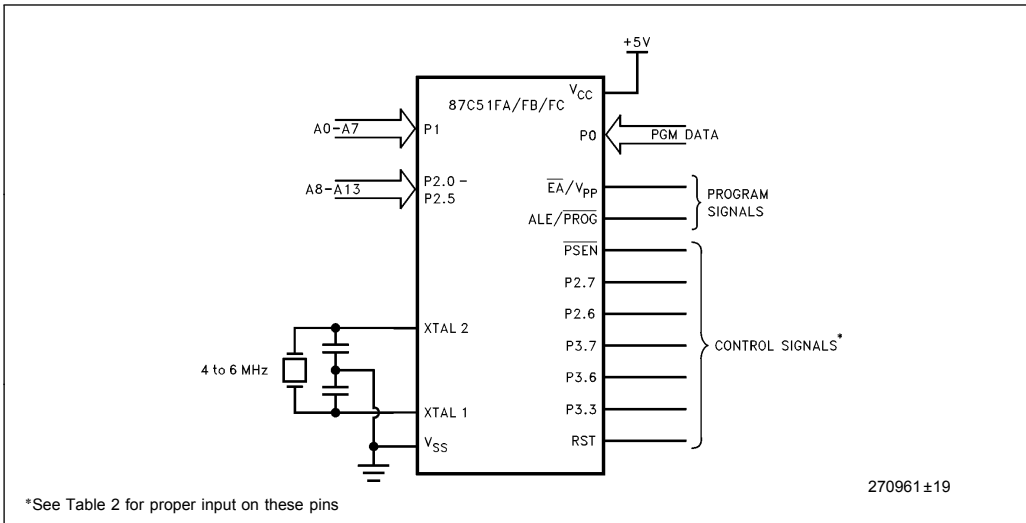 +5V
VCC
87C51FA/FB/FC
A0-A7
P1
P0
PGM DATA
A8-A13
P2.0-
P2.5
EA/VPP
ALE/PROG
PROGRAM
SIGNALS
PSEN
P2.7
P2.6
P3.7
P3.6
P3.3
RST
CONTROL SIGNALS*
XTAL 2
4 to 6 MHz
XTAL 1
VSS
*See Table 2 for proper input on these pins
270961±19